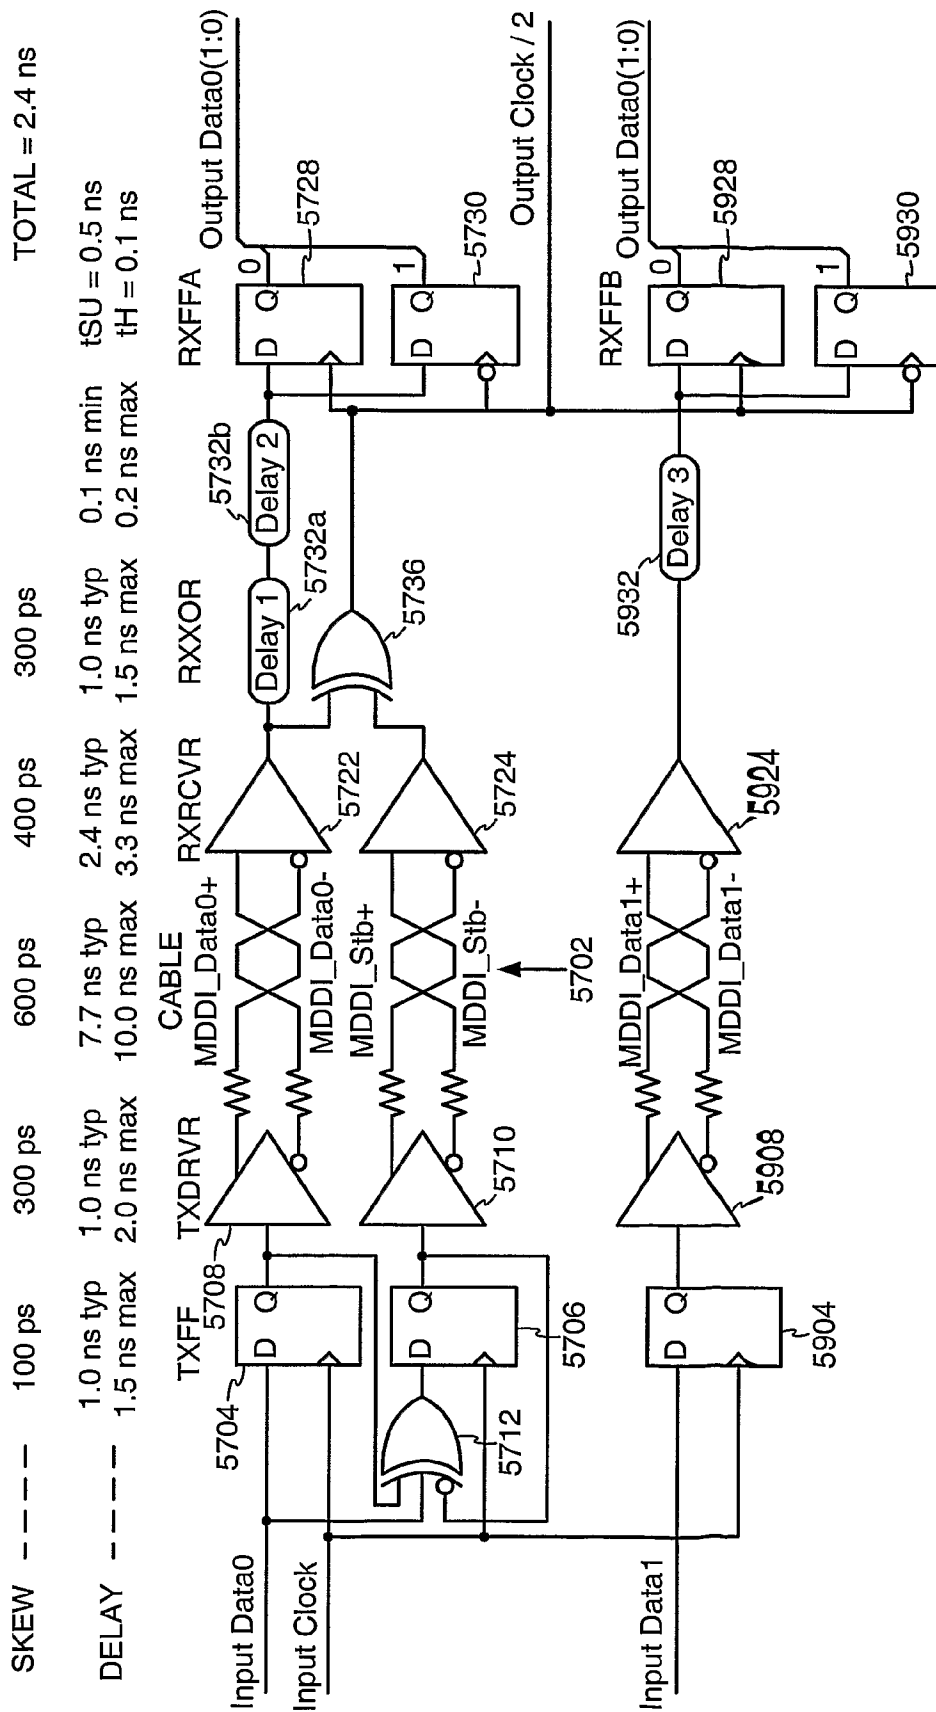 SKEW ---- 100 ps 300 ps 600 ps 400 ps 300 ps TOTAL = 2.4 ns
DELAY ---- 1.0 ns typ 1.0 ns typ 7.7 ns typ 2.4 ns typ 1.0 ns typ 0.1 ns min tSU = 0.5 ns
1.5 ns max 2.0 ns max 10.0 ns max 3.3 ns max 1.5 ns max 0.2 ns max tH = 0.1 ns
TXFF TXDRVR CABLE RXRCVR RXXOR RXFFA
5704
5708
MDDI_Data0+
5732b
Output Data0(1:0)
Input Data0
D Q
Delay 1
Delay 2
D Q 0
5728
MDDI_Data0-
5722
5732a
Input Clock
MDDI_Stb+
5736
D Q 1
5730
5712
5706
5710
MDDI_Stb-
5724
5702
Output Clock / 2
RXFFB
MDDI_Data1+
5932
Output Data0(1:0)
Input Data1
D Q
Delay 3
D Q 0
5928
MDDI_Data1-
5904
5908
5924
D Q 1
5930